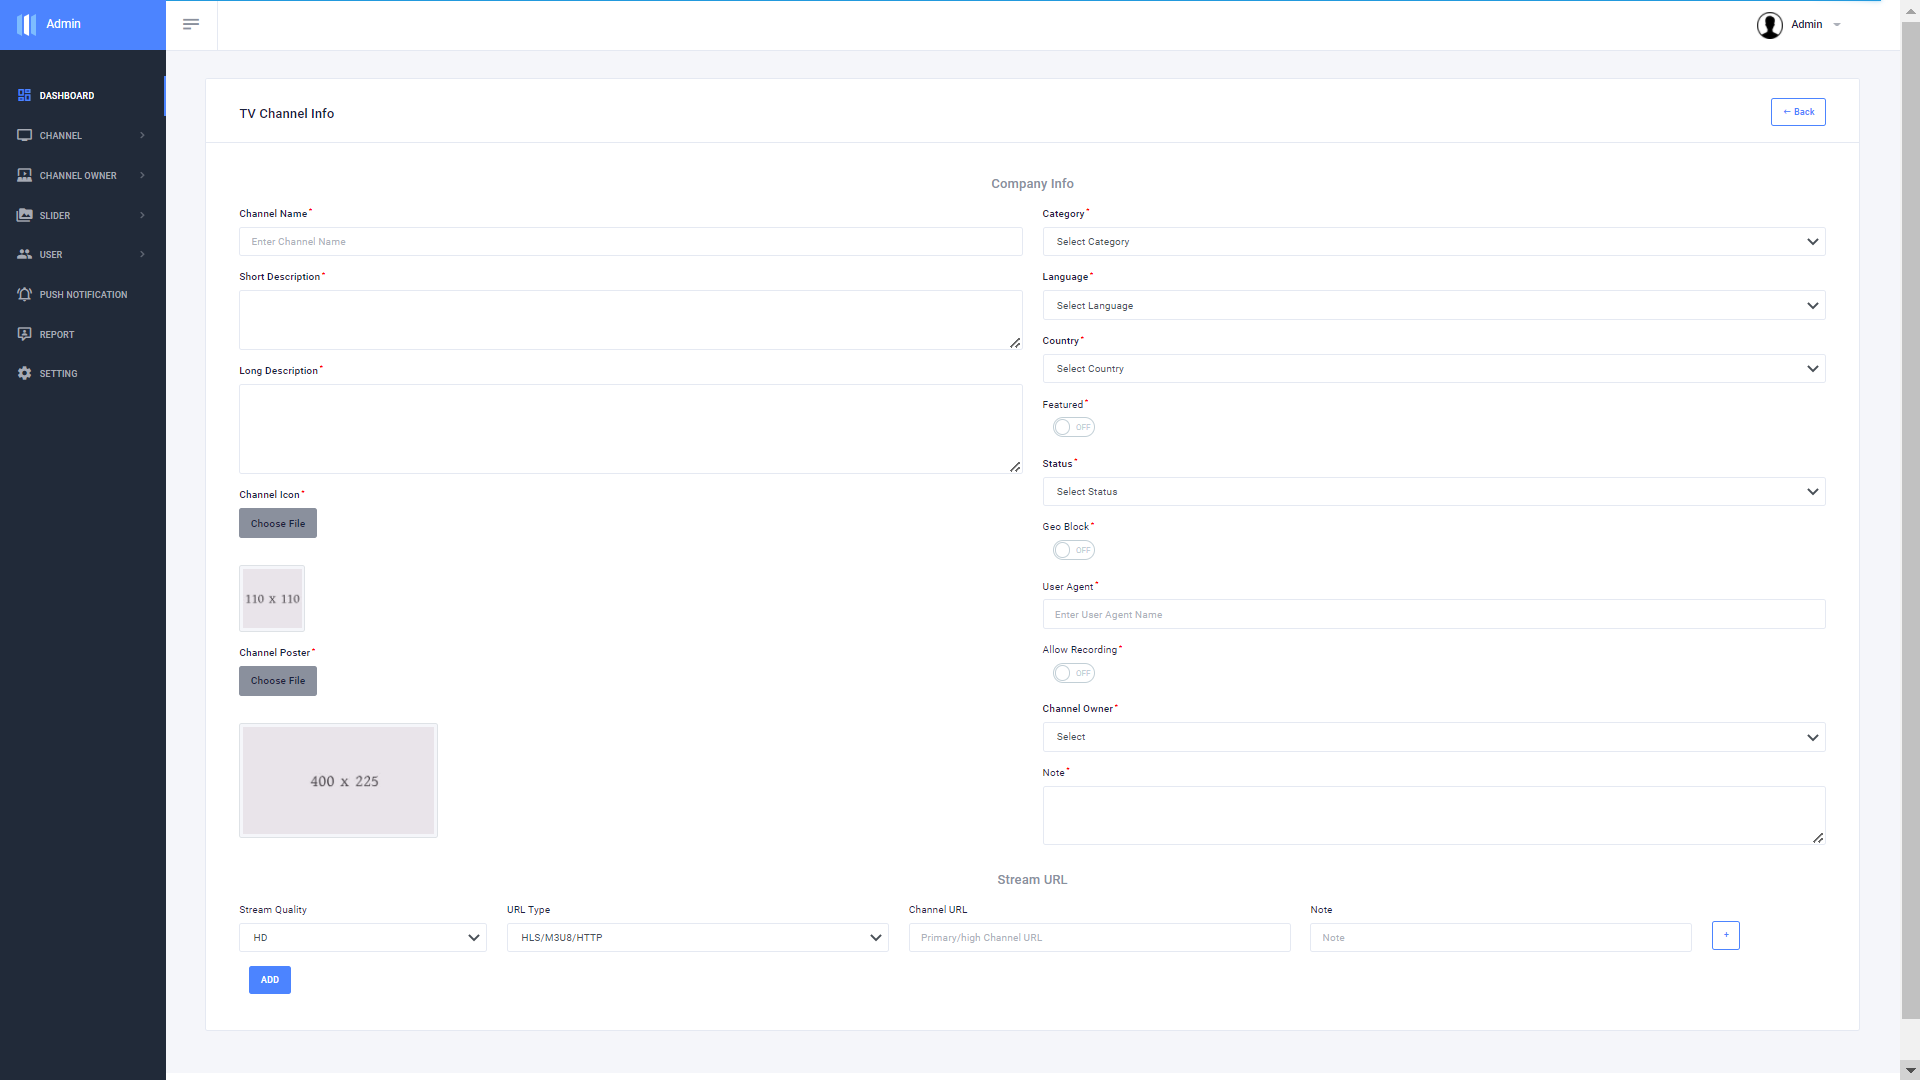 Admin
Admin
DASHBOARD
CHANNEL
CHANNEL OWNER
SLIDER
USER
PUSH NOTIFICATION
REPORT
SETTING
TV Channel Info
← Back
Company Info
Channel Name*
Enter Channel Name
Short Description*
Long Description*
Channel Icon*
Choose File
110 x 110
Channel Poster*
Choose File
400 x 225
Category*
Select Category
Language*
Select Language
Country*
Select Country
Featured*
OFF
Status*
Select Status
Geo Block*
OFF
User Agent*
Enter User Agent Name
Allow Recording*
OFF
Channel Owner*
Select
Note*
Stream URL
Stream Quality
HD
URL Type
HLS/M3U8/HTTP
Channel URL
Primary/high Channel URL
Note
Note
+
ADD